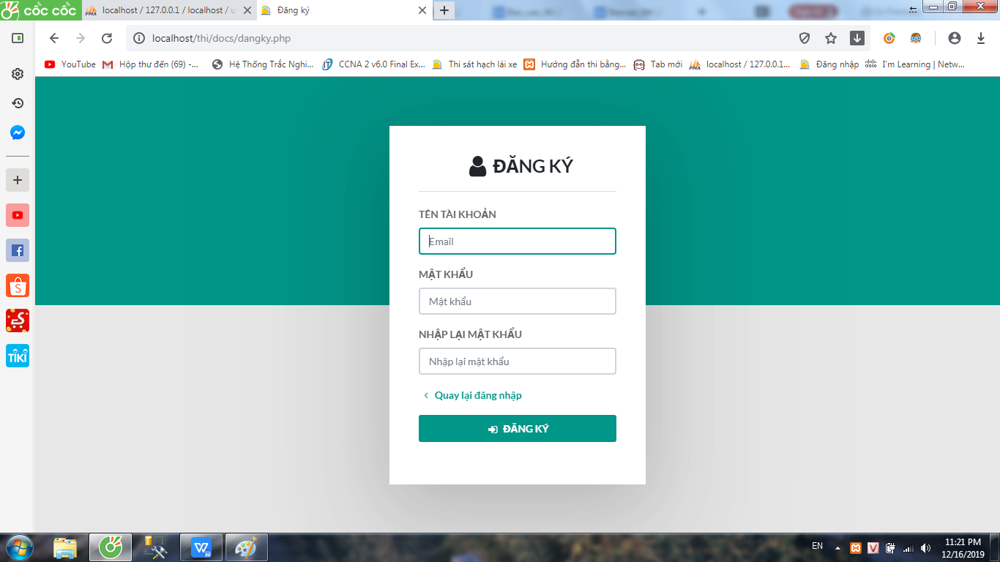 cốc cốc
localhost / 127.0.0.1 / localhost / u
Đăng ký
localhost/thi/docs/dangky.php
YouTube
Hộp thư đến (69) -...
Hệ Thống Trắc Nghi...
CCNA 2 v6.0 Final Ex...
Thi sát hạch lái xe
Hướng dẫn thi bằng...
Tab mới
localhost / 127.0.0.1...
Đăng nhập
I'm Learning | Netw...
ĐĂNG KÝ
TÊN TÀI KHOẢN
Email
MẬT KHẨU
Mật khẩu
NHẬP LẠI MẬT KHẨU
Nhập lại mật khẩu
Quay lại đăng nhập
ĐĂNG KÝ
TIKI
EN
11:21 PM
12/16/2019